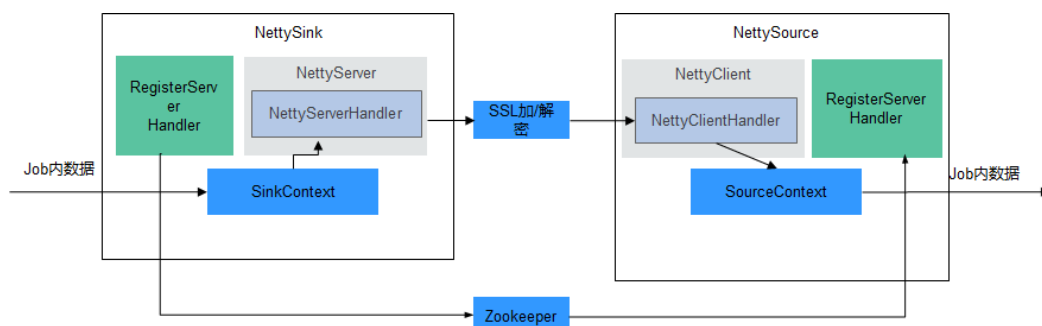 NettySink
NettySource
RegisterServ
er
Handler
NettyServer
NettyServerHandler
SSL加/解
密
NettyClient
NettyClientHandler
RegisterServer
Handler
Job内数据
SinkContext
SourceContext
Job内数据
Zookeeper